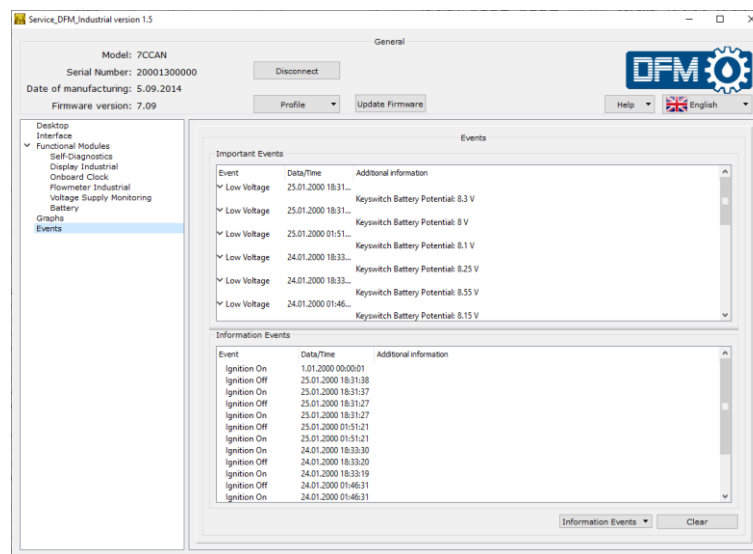 Service_DFM_Industrial version 1.5
General
Model: 7CCAN
Serial Number: 20001300000
Disconnect
Date of manufacturing: 5.09.2014
Firmware version: 7.09
Profile
Update Firmware
DFM
Help
English
Desktop
Interface
Functional Modules
Self-Diagnostics
Display Industrial
Onboard Clock
Flowmeter Industrial
Voltage Supply Monitoring
Battery
Graphs
Events
Events
Important Events
Event Data/Time Additional information
Low Voltage 25.01.2000 18:31...
Keyswitch Battery Potential: 8.3 V
Low Voltage 25.01.2000 18:31...
Keyswitch Battery Potential: 8 V
Low Voltage 25.01.2000 01:51...
Keyswitch Battery Potential: 8.1 V
Low Voltage 24.01.2000 18:33...
Keyswitch Battery Potential: 8.25 V
Low Voltage 24.01.2000 18:33...
Keyswitch Battery Potential: 8.55 V
Low Voltage 24.01.2000 01:46...
Keyswitch Battery Potential: 8.15 V
Information Events
Event Data/Time Additional information
Ignition On 1.01.2000 00:00:01
Ignition Off 25.01.2000 18:31:38
Ignition On 25.01.2000 18:31:37
Ignition Off 25.01.2000 18:31:27
Ignition On 25.01.2000 18:31:27
Ignition Off 25.01.2000 01:51:21
Ignition On 25.01.2000 01:51:21
Ignition On 24.01.2000 18:33:30
Ignition Off 24.01.2000 18:33:20
Ignition On 24.01.2000 18:33:19
Ignition Off 24.01.2000 01:46:31
Ignition On 24.01.2000 01:46:31
Information Events
Clear